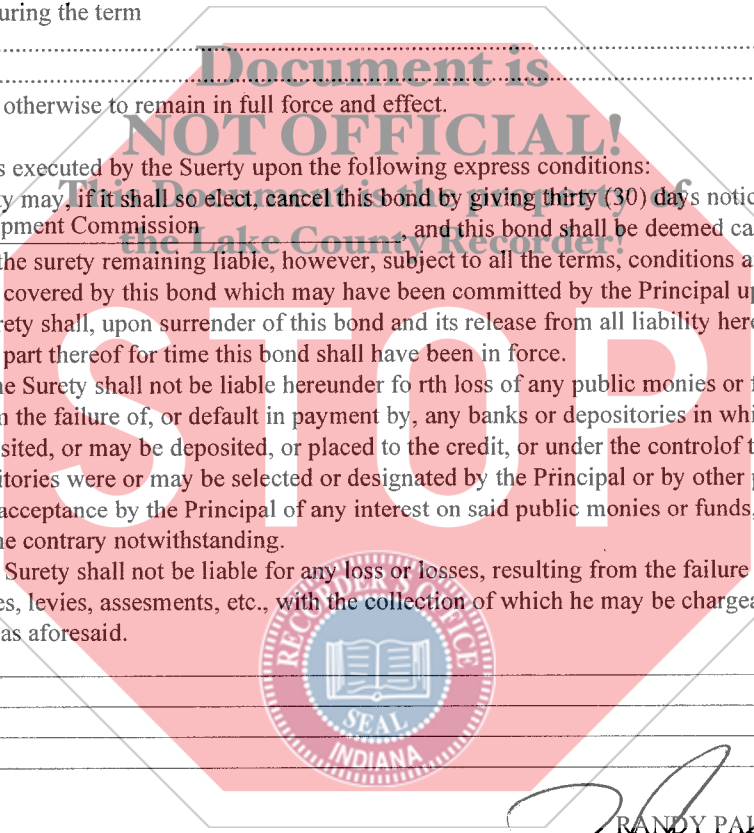 uring the term
Document is
otherwise to remain in full force and effect.
NOT OFFICIAL!
s executed by the Suerty upon the following express conditions:
ty may, if it shall so elect, cancel this bond by giving thirty (30) days notic
This Document is the property of
pment Commission , and this bond shall be deemed ca
the Lake County Recorder!
the surety remaining liable, however, subject to all the terms, conditions a
covered by this bond which may have been committed by the Principal u
rety shall, upon surrender of this bond and its release from all liability here
part thereof for time this bond shall have been in force.
ne Surety shall not be liable hereunder fo rth loss of any public monies or f
n the failure of, or default in payment by, any banks or depositories in whi
sited, or may be deposited, or placed to the credit, or under the controlof t
STOP
itories were or may be selected or designated by the Principal or by other p
acceptance by the Principal of any interest on said public monies or funds,
ne contrary notwithstanding.
Surety shall not be liable for any loss or losses, resulting from the failure
es, levies, assesments, etc., with the collection of which he may be chargea
as aforesaid.
RECORDER'S OFFICE
SEAL
INDIANA
RANDY PA